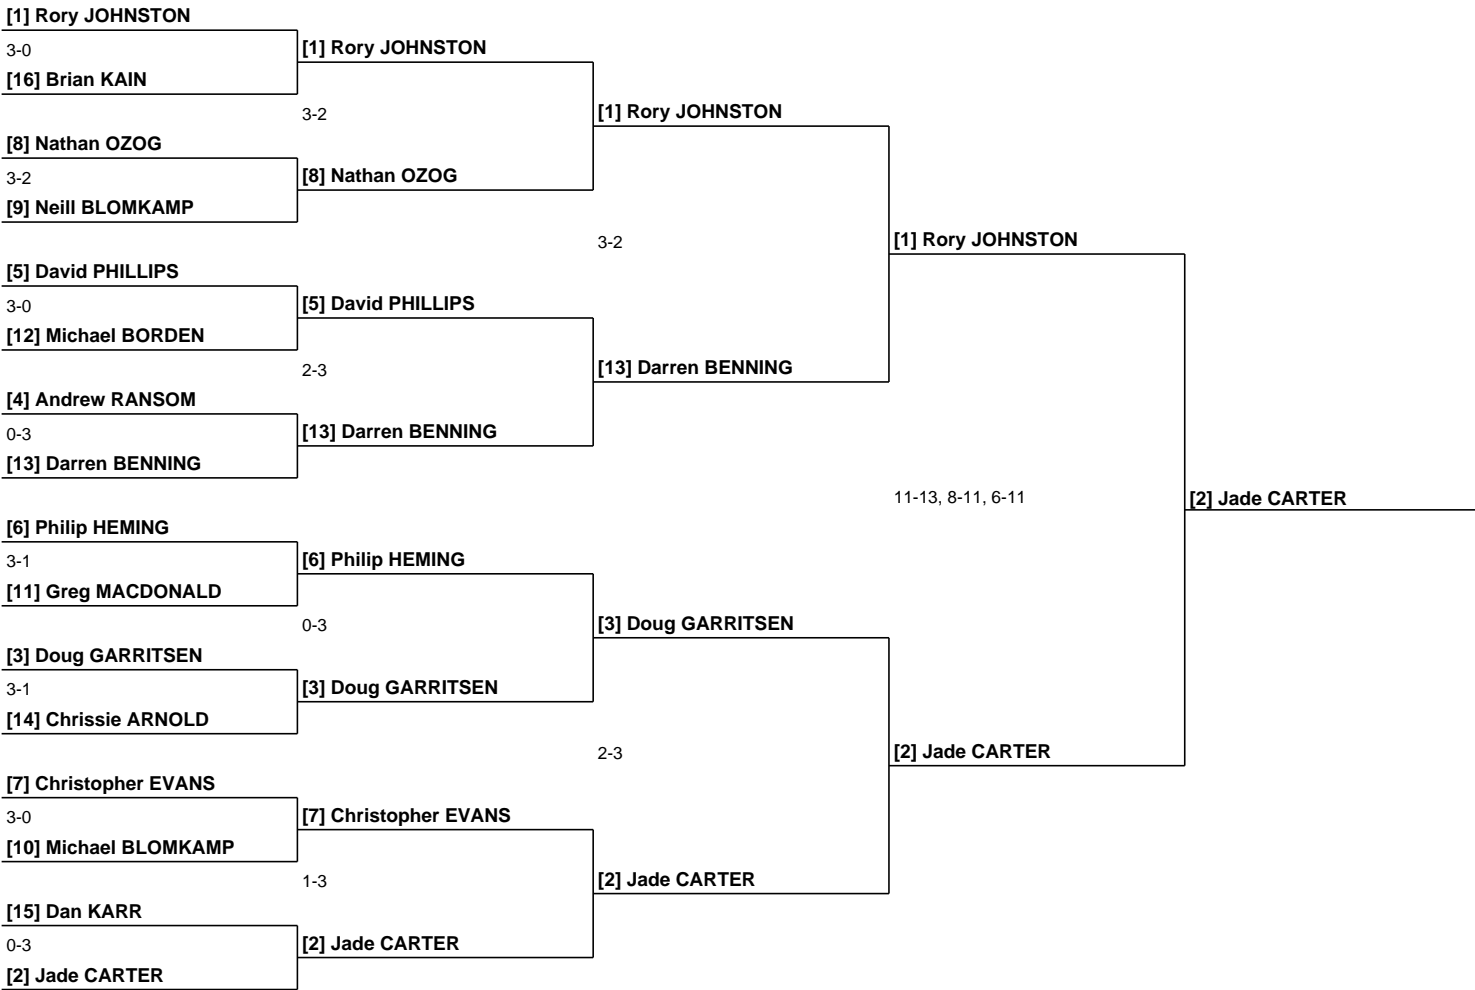 [1] Rory JOHNSTON
3-0
[16] Brian KAIN
[8] Nathan OZOG
3-2
[9] Neill BLOMKAMP
[5] David PHILLIPS
3-0
[12] Michael BORDEN
[4] Andrew RANSOM
0-3
[13] Darren BENNING
[6] Philip HEMING
3-1
[11] Greg MACDONALD
[3] Doug GARRITSEN
3-1
[14] Chrissie ARNOLD
[7] Christopher EVANS
3-0
[10] Michael BLOMKAMP
[15] Dan KARR
0-3
[2] Jade CARTER
[1] Rory JOHNSTON
3-2
[8] Nathan OZOG
[5] David PHILLIPS
2-3
[13] Darren BENNING
[6] Philip HEMING
0-3
[3] Doug GARRITSEN
[7] Christopher EVANS
1-3
[2] Jade CARTER
[1] Rory JOHNSTON
3-2
[13] Darren BENNING
[3] Doug GARRITSEN
2-3
[2] Jade CARTER
[1] Rory JOHNSTON
11-13, 8-11, 6-11
[2] Jade CARTER
[2] Jade CARTER